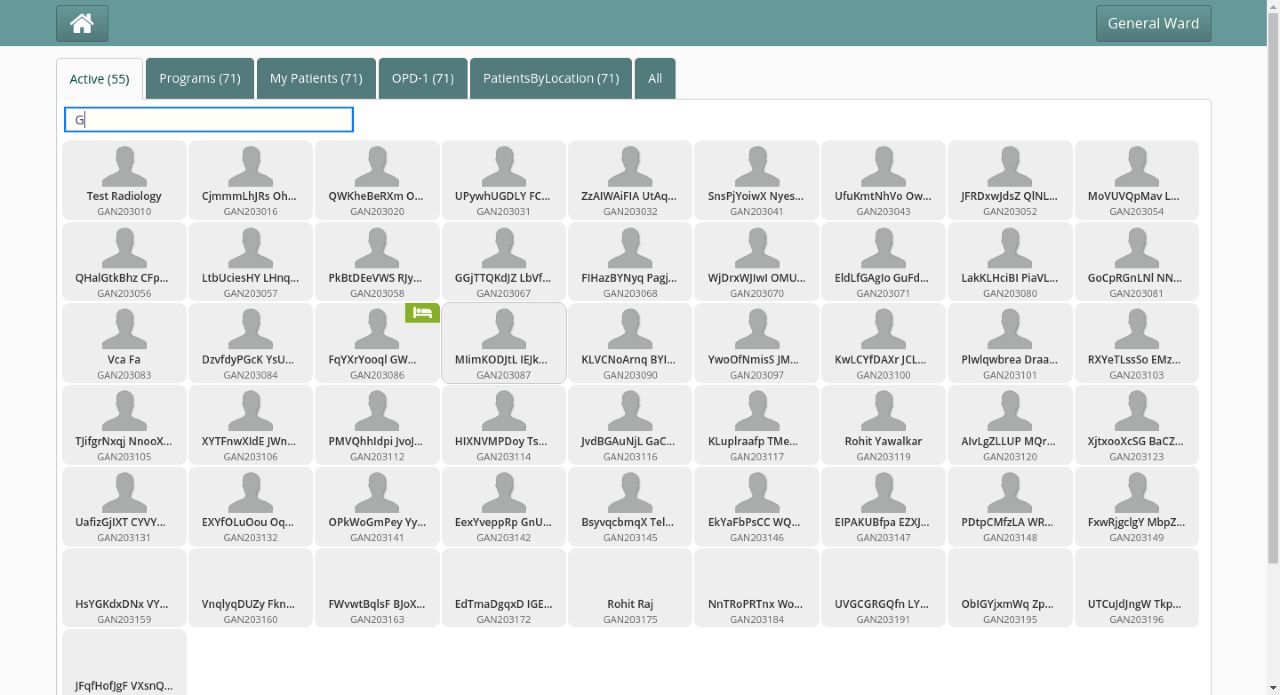 General Ward
Active (55) Programs (71) My Patients (71) OPD-1 (71) PatientsByLocation (71) All
G
Test Radiology CjmmmLhJRs Oh... QWKheBeRXm O... UPywhUGDLY FC... ZzAIWAiFIA UtAq... SnsPjYoiwX Nyes... UfuKmtNhVo Ow... JFRDxwJdsZ QlNL... MoVUVQpMav L...
GAN203010 GAN203016 GAN203020 GAN203031 GAN203032 GAN203041 GAN203043 GAN203052 GAN203054
QHalGtkBhz CFp... LtbUciesHY LHnq... PkBtDEeVWS RJy... GGjTTQKdJZ LbVf... FIHazBYNyq Pagj... WjDrxWJIwI OMU... EldLfGAgIo GuFd... LakKLHciBI PiaVL... GoCpRGnLNl NN...
GAN203056 GAN203057 GAN203058 GAN203067 GAN203068 GAN203070 GAN203071 GAN203080 GAN203081
Vca Fa DzvfdyPGcK YsU... FqYXrYooql GW... MIimKODJtL IEJk... KLVCNoArnq BYI... YwoOfNmisS JM... KwLCYfDAXr JCL... Plwlqwbrea Draa... RXYeTLssSo EMz...
GAN203083 GAN203084 GAN203086 GAN203087 GAN203090 GAN203097 GAN203100 GAN203101 GAN203103
TJifgrNxqj NnooX... XYTFnwXIdE JWn... PMVQhhIdpi JvoJ... HIXNVMPDoy Ts... JvdBGAuNjL GaC... KLuplraafp TMe... Rohit Yawalkar AIvLgZLLUP MQr... XjtxooXcSG BaCZ...
GAN203105 GAN203106 GAN203112 GAN203114 GAN203116 GAN203117 GAN203119 GAN203120 GAN203123
UafizGjIXT CYVY... EXYfOLuOou Oq... OPkWoGmPey Yy... EexYveppRp GnU... BsyvqcbmqX Tel... EkYaFbPsCC WQ... EIPAKUBfpa EZXJ... PDtpCMfzLA WR... FxwRjgclgY MbpZ...
GAN203131 GAN203132 GAN203141 GAN203142 GAN203145 GAN203146 GAN203147 GAN203148 GAN203149
HsYGKdxDNx VY... VnqlyqDUZy Fkn... FWvwtBqlsF BJoX... EdTmaDgqxD IGE... Rohit Raj NnTRoPRTnx Wo... UVGCGRGQfn LY... ObIGYjxmWq Zp... UTCuJdJngW Tkp...
GAN203159 GAN203160 GAN203163 GAN203172 GAN203175 GAN203184 GAN203191 GAN203195 GAN203196
JFqfHofJgF VXsnQ...